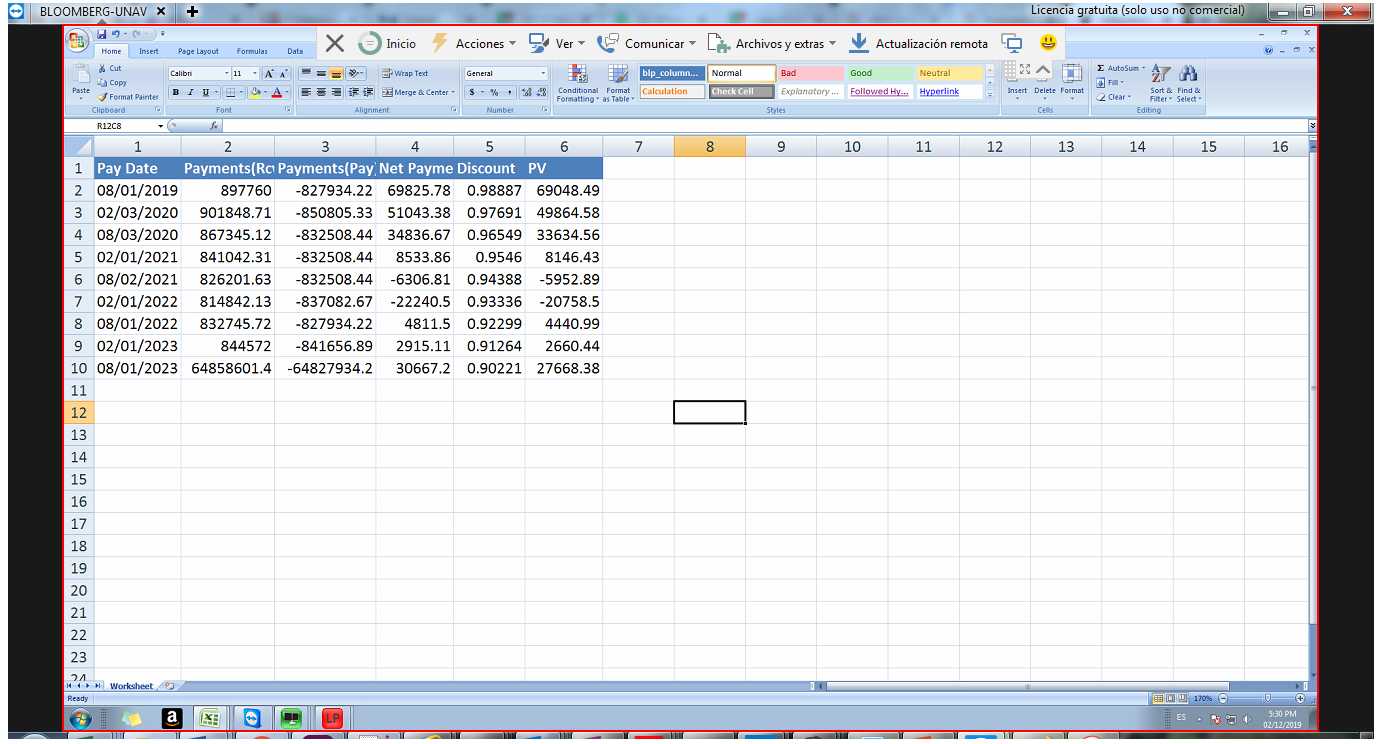 BLOOMBERG-UNAV
Licencia gratuita (solo uso no comercial)
Home Insert Page Layout Formulas Data
Inicio Acciones Ver Comunicar Archivos y extras Actualización remota
Paste
Cut
Copy
Format Painter
Clipboard
Calibri 11
B I U
Font
Wrap Text
Merge & Center
Alignment
General
$ % ,
Number
Conditional Formatting
Format as Table
blp_column... Normal Bad Good Neutral
Calculation Check Cell Explanatory ... Followed Hy... Hyperlink
Styles
Insert Delete Format
Cells
AutoSum
Fill
Clear
Sort & Filter
Find & Select
Editing
R12C8 fx
1 2 3 4 5 6 7 8 9 10 11 12 13 14 15 16
1 Pay Date Payments(Rc Payments(Pay Net Payme Discount PV
2 08/01/2019 897760 -827934.22 69825.78 0.98887 69048.49
3 02/03/2020 901848.71 -850805.33 51043.38 0.97691 49864.58
4 08/03/2020 867345.12 -832508.44 34836.67 0.96549 33634.56
5 02/01/2021 841042.31 -832508.44 8533.86 0.9546 8146.43
6 08/02/2021 826201.63 -832508.44 -6306.81 0.94388 -5952.89
7 02/01/2022 814842.13 -837082.67 -22240.5 0.93336 -20758.5
8 08/01/2022 832745.72 -827934.22 4811.5 0.92299 4440.99
9 02/01/2023 844572 -841656.89 2915.11 0.91264 2660.44
10 08/01/2023 64858601.4 -64827934.2 30667.2 0.90221 27668.38
11
12
13
14
15
16
17
18
19
20
21
22
23
24
Worksheet
Ready
170%
a
LP
ES
5:30 PM
02/12/2019